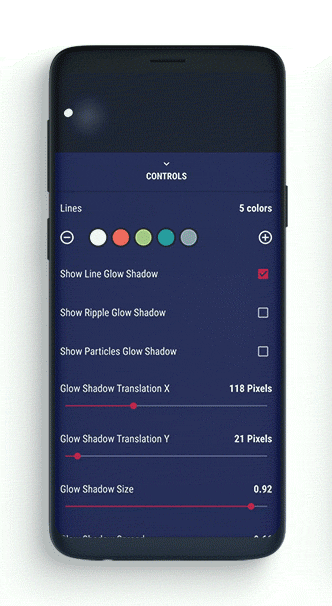 CONTROLS
Lines 5 colors
Show Line Glow Shadow
Show Ripple Glow Shadow
Show Particles Glow Shadow
Glow Shadow Translation X 118 Pixels
Glow Shadow Translation Y 21 Pixels
Glow Shadow Size 0.92